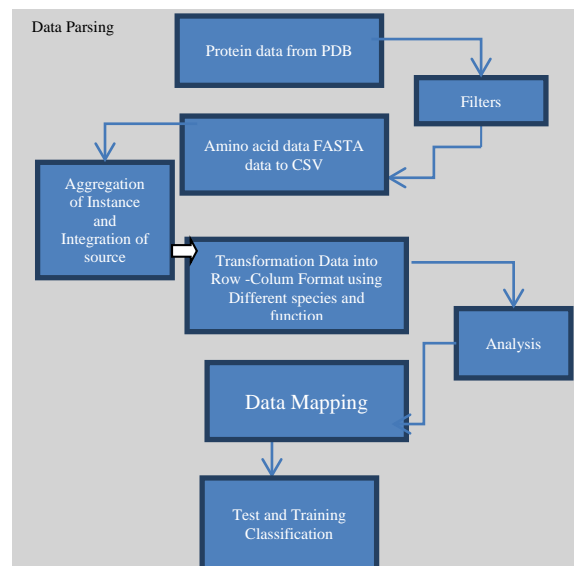 Data Parsing
Protein data from PDB
Filters
Amino acid data FASTA
data to CSV
Aggregation
of Instance
and
Integration of
source
Transformation Data into
Row -Colum Format using
Different species and
function
Analysis
Data Mapping
Test and Training
Classification